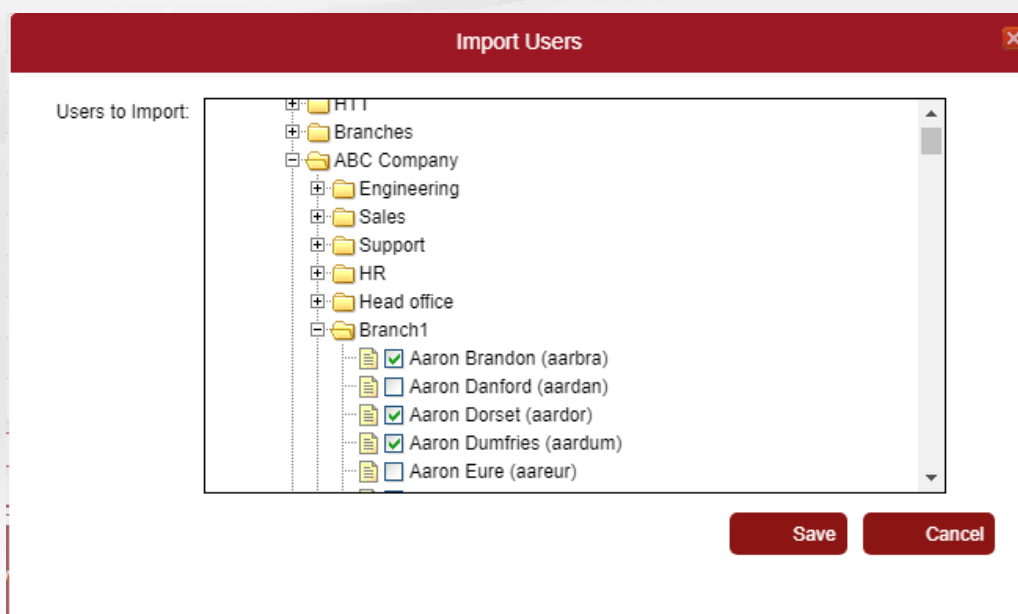 Import Users
Users to Import:
HTT
Branches
ABC Company
Engineering
Sales
Support
HR
Head office
Branch1
Aaron Brandon (aarbra)
Aaron Danford (aardan)
Aaron Dorset (aardor)
Aaron Dumfries (aardum)
Aaron Eure (aareur)
Save
Cancel